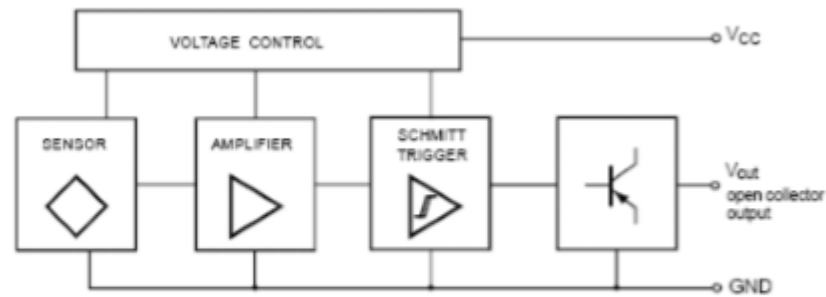 VOLTAGE CONTROL
VCC
SENSOR
AMPLIFIER
SCHMITT
TRIGGER
Vout
open collector
output
GND